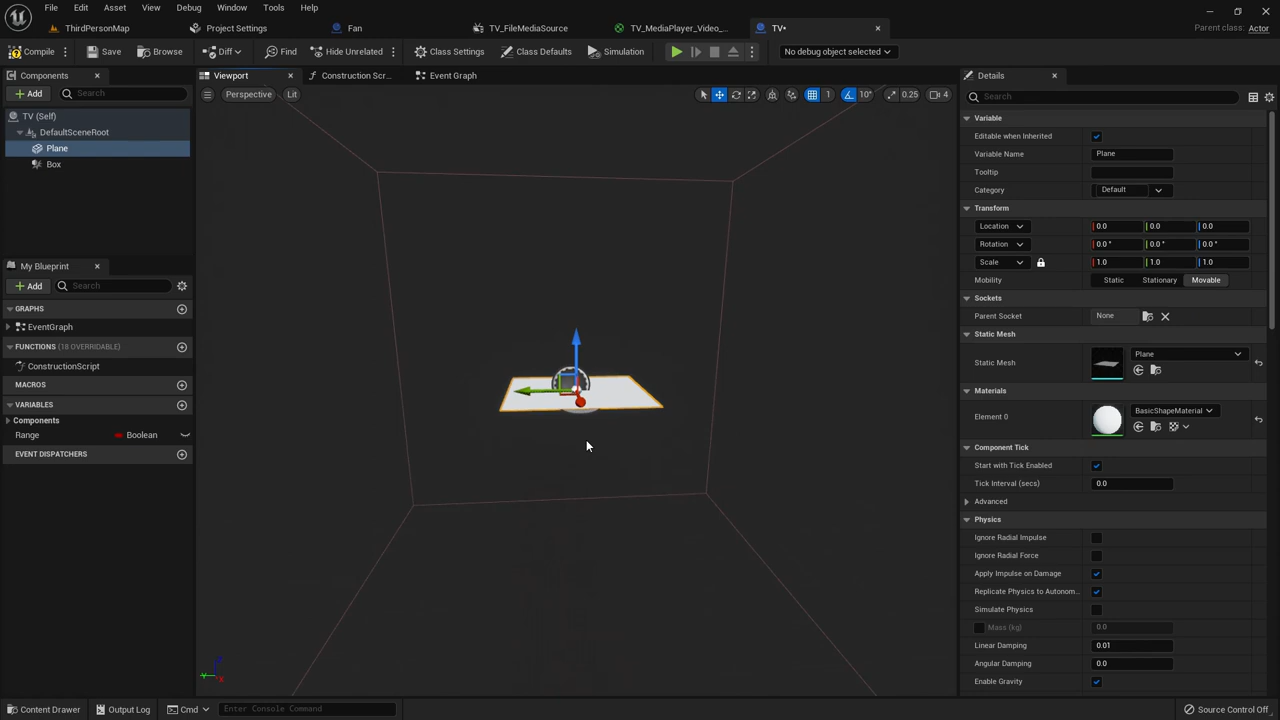 File Edit Asset View Debug Window Tools Help
Parent class: Actor
ThirdPersonMap Project Settings Fan TV_FileMediaSource TV_MediaPlayer_Video_... TV•
Compile Save Browse Diff Find Hide Unrelated Class Settings Class Defaults Simulation No debug object selected
Components
Add Search
TV (Self)
DefaultSceneRoot
Plane
Box
My Blueprint
Add Search
GRAPHS
EventGraph
FUNCTIONS (18 OVERRIDABLE)
ConstructionScript
MACROS
VARIABLES
Components
Range Boolean
EVENT DISPATCHERS
Viewport Construction Scr... Event Graph
Perspective Lit 1 10° 0.25 4
Details
Search
Variable
Editable when Inherited
Variable Name Plane
Tooltip
Category Default
Transform
Location 0.0 0.0 0.0
Rotation 0.0 ° 0.0 ° 0.0 °
Scale 1.0 1.0 1.0
Mobility Static Stationary Movable
Sockets
Parent Socket None
Static Mesh
Static Mesh Plane
Materials
Element 0 BasicShapeMaterial
Component Tick
Start with Tick Enabled
Tick Interval (secs) 0.0
Advanced
Physics
Ignore Radial Impulse
Ignore Radial Force
Apply Impulse on Damage
Replicate Physics to Autonom...
Simulate Physics
Mass (kg) 0.0
Linear Damping 0.01
Angular Damping 0.0
Enable Gravity
Content Drawer Output Log Cmd Enter Console Command Source Control Off